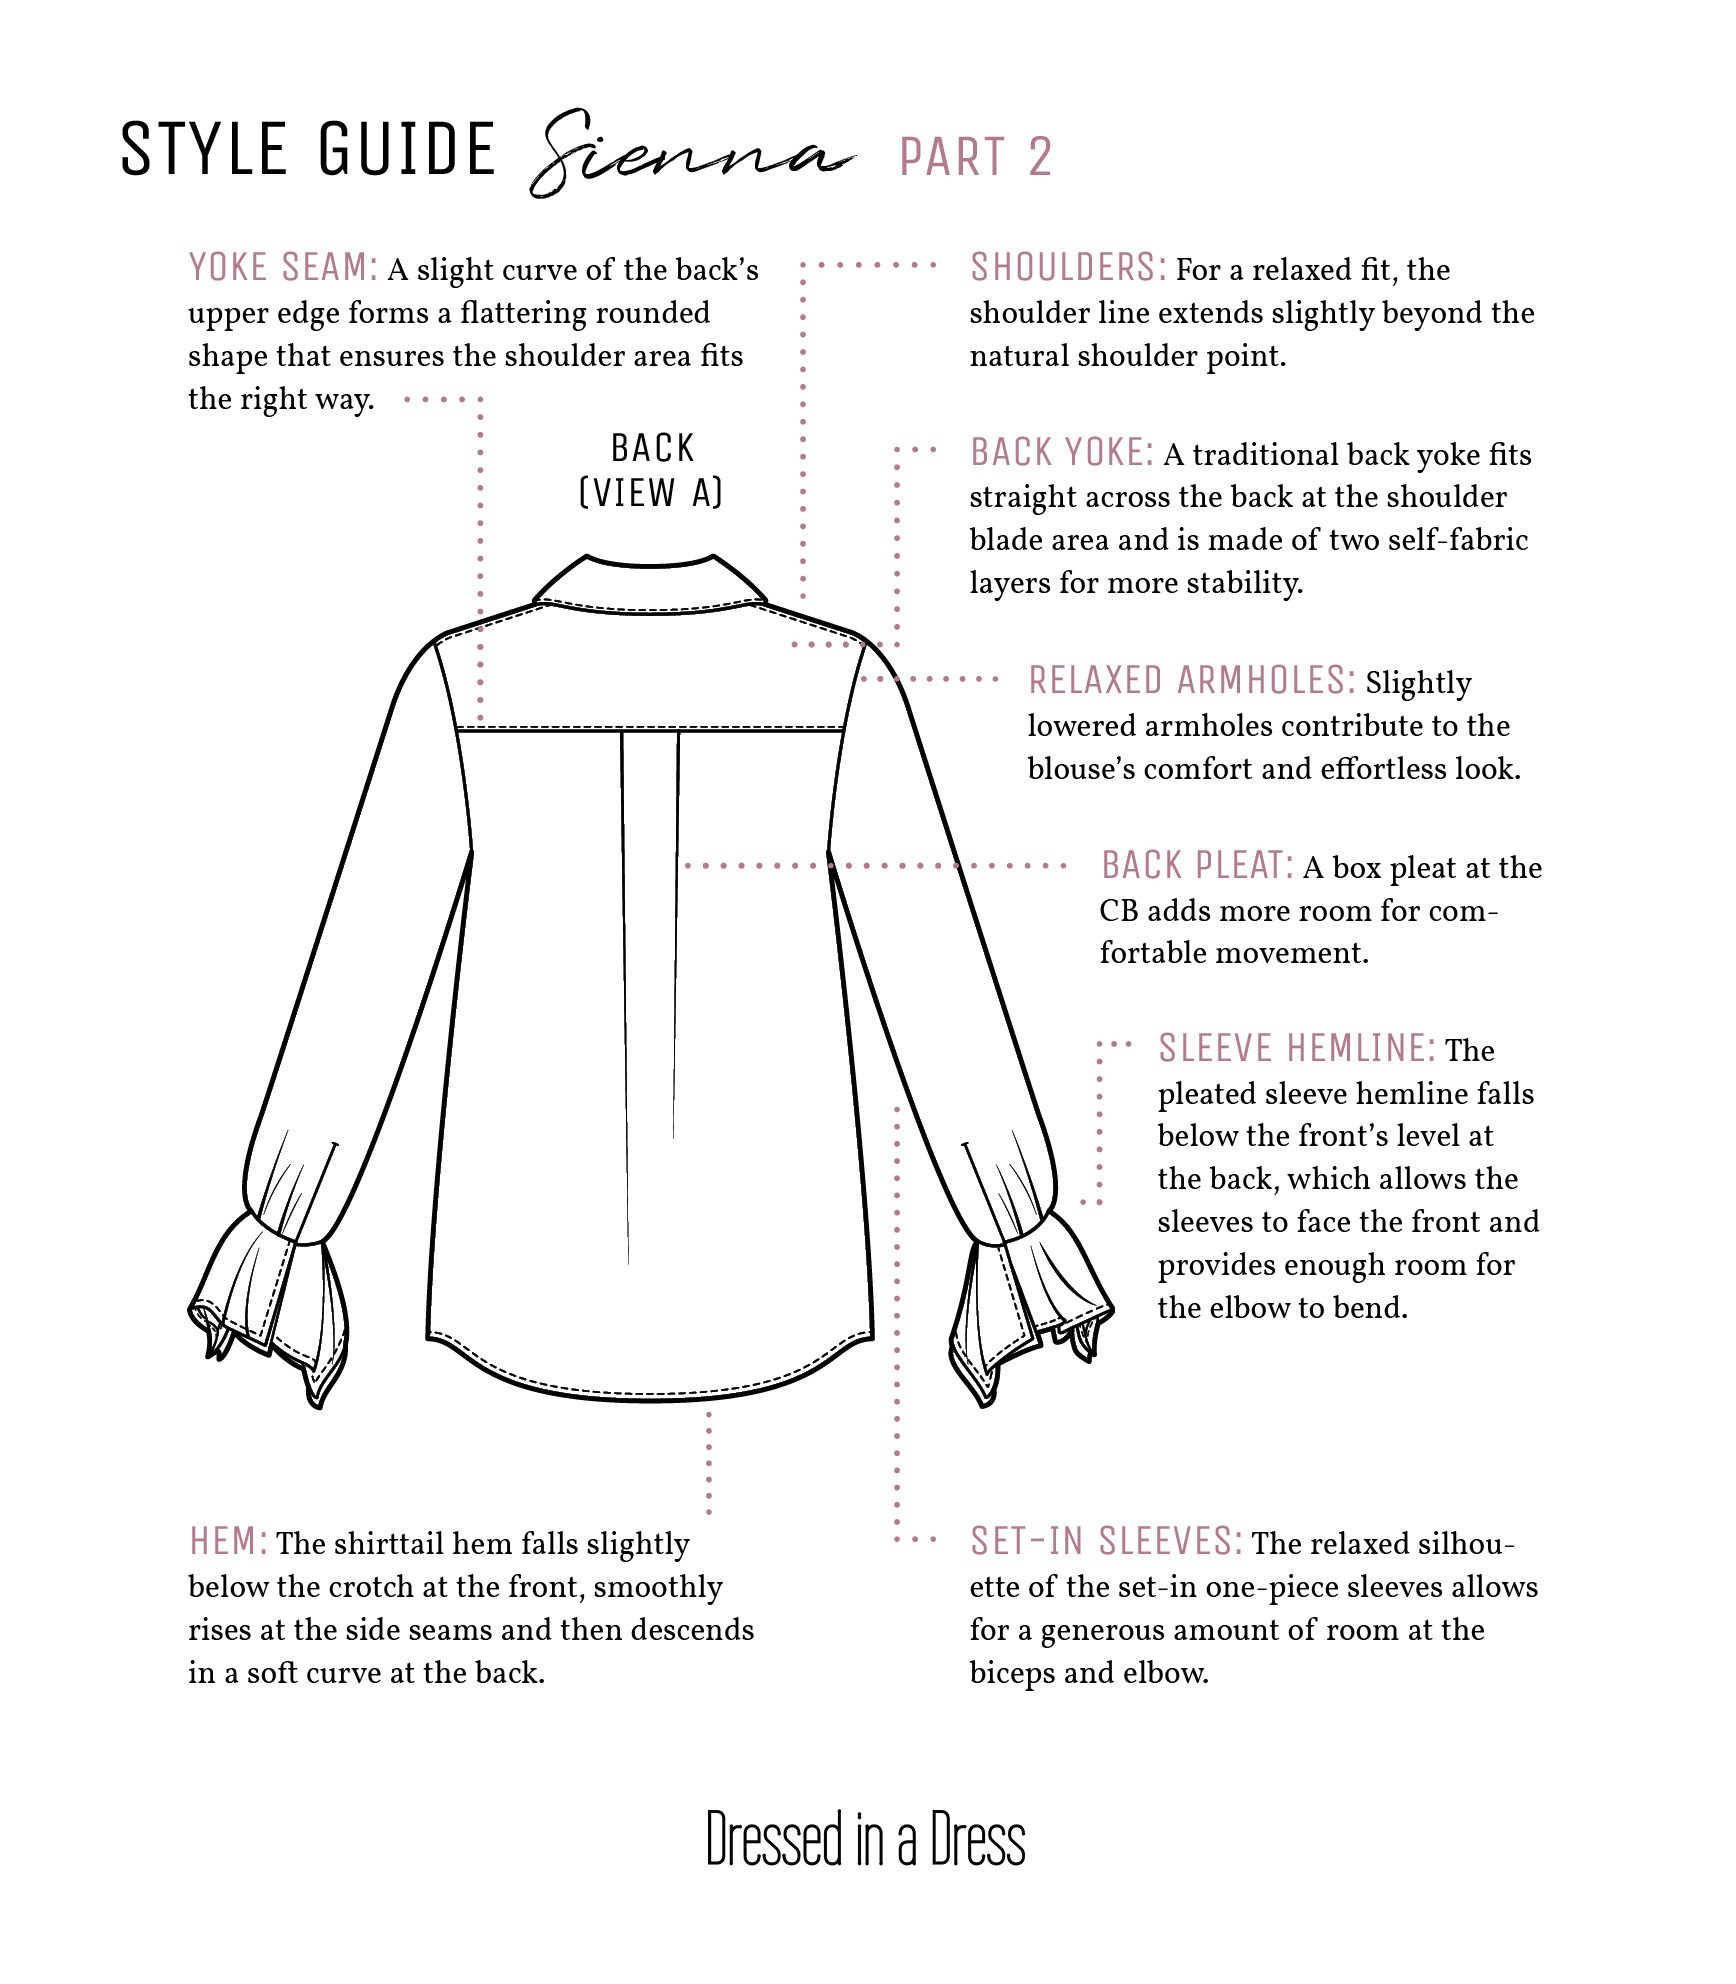 STYLE GUIDE Sienna PART 2
YOKE SEAM: A slight curve of the back's
upper edge forms a flattering rounded
shape that ensures the shoulder area fits
the right way.
SHOULDERS: For a relaxed fit, the
shoulder line extends slightly beyond the
natural shoulder point.
BACK
(VIEW A)
BACK YOKE: A traditional back yoke fits
straight across the back at the shoulder
blade area and is made of two self-fabric
layers for more stability.
RELAXED ARMHOLES: Slightly
lowered armholes contribute to the
blouse's comfort and effortless look.
BACK PLEAT: A box pleat at the
CB adds more room for com-
fortable movement.
SLEEVE HEMLINE: The
pleated sleeve hemline falls
below the front's level at
the back, which allows the
sleeves to face the front and
provides enough room for
the elbow to bend.
HEM: The shirttail hem falls slightly
below the crotch at the front, smoothly
rises at the side seams and then descends
in a soft curve at the back.
SET-IN SLEEVES: The relaxed silhou-
ette of the set-in one-piece sleeves allows
for a generous amount of room at the
biceps and elbow.
Dressed in a Dress